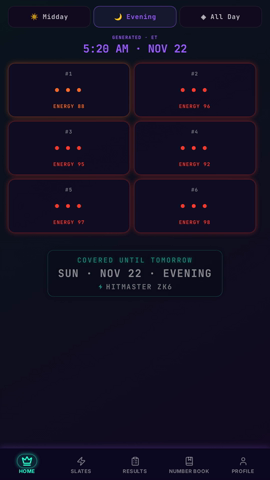 Midday
Evening
All Day
GENERATED · ET
5:20 AM · NOV 22
#1
#2
ENERGY 88
ENERGY 96
#3
#4
ENERGY 95
ENERGY 92
#5
#6
ENERGY 97
ENERGY 98
COVERED UNTIL TOMORROW
SUN · NOV 22 · EVENING
HITMASTER ZK6
HOME
SLATES
RESULTS
NUMBER BOOK
PROFILE